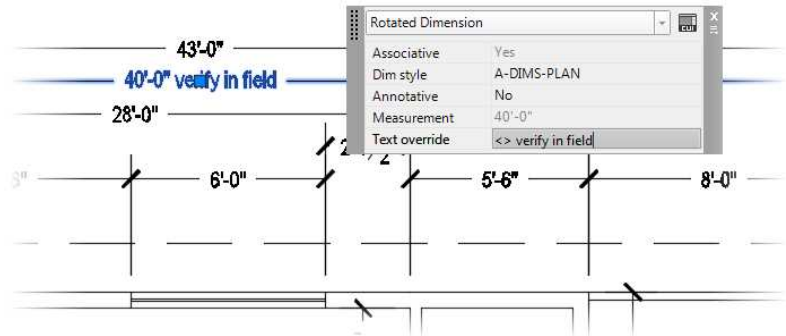 Rotated Dimension
CUI
Associative Yes
Dim style A-DIMS-PLAN
Annotative No
Measurement 40'-0"
Text override <> verify in field
43'-0"
40'-0" verify in field
28'-0"
6'-0"
5'-6"
8'-0"